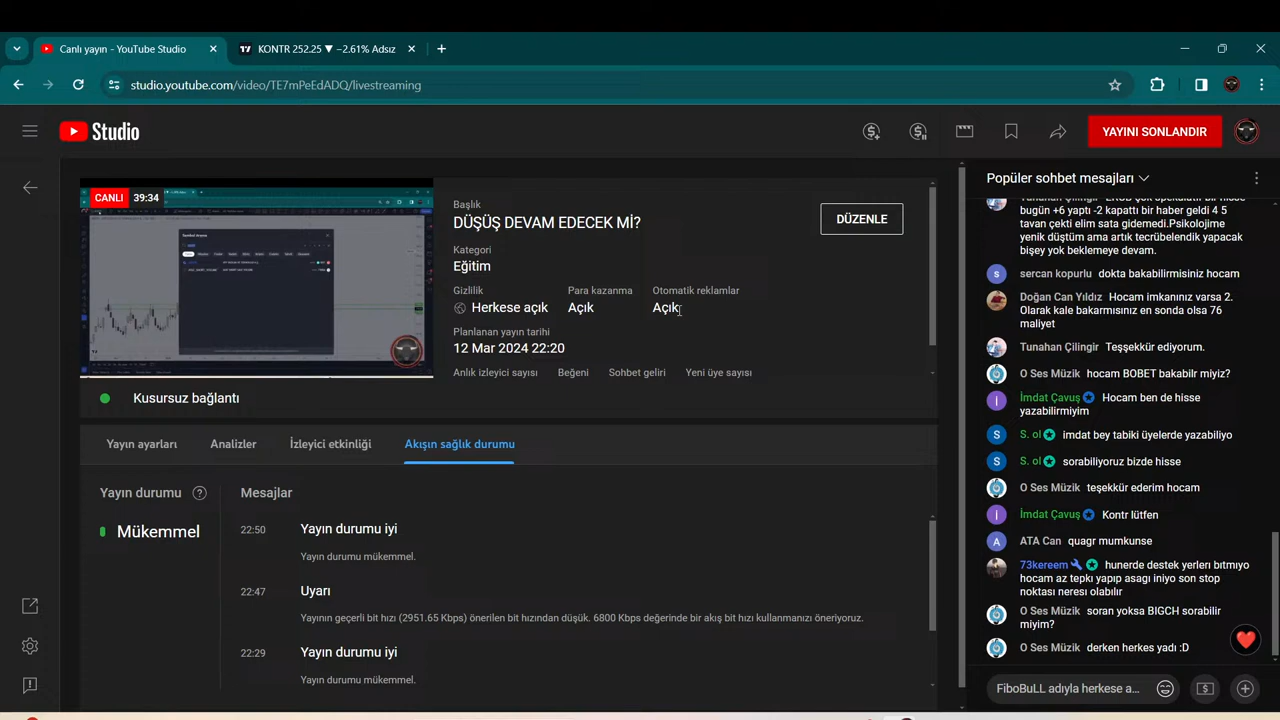 Canlı yayın - YouTube Studio
KONTR 252.25 ▼ −2.61% Adsız
studio.youtube.com/video/TE7mPeEdADQ/livestreaming
Studio
YAYINI SONLANDIR
CANLI 39:34
Başlık
DÜŞÜŞ DEVAM EDECEK Mİ?
DÜZENLE
Kategori
Eğitim
Gizlilik Para kazanma Otomatik reklamlar
Herkese açık Açık Açık
Planlanan yayın tarihi
12 Mar 2024 22:20
Anlık izleyici sayısı Beğeni Sohbet geliri Yeni üye sayısı
Kusursuz bağlantı
Yayın ayarları Analizler İzleyici etkinliği Akışın sağlık durumu
Yayın durumu Mesajlar
Mükemmel
22:50 Yayın durumu iyi
Yayın durumu mükemmel.
22:47 Uyarı
Yayının geçerli bit hızı (2951.65 Kbps) önerilen bit hızından düşük. 6800 Kbps değerinde bir akış bit hızı kullanmanızı öneriyoruz.
22:29 Yayın durumu iyi
Yayın durumu mükemmel.
Popüler sohbet mesajları
bugün +6 yaptı -2 kapattı bir haber geldi 4 5
tavan çekti elim sata gidemedi.Psikolojime
yenik düştüm ama artık tecrübelendik yapacak
bişey yok beklemeye devam.
sercan kopurlu dokta bakabilirmisiniz hocam
Doğan Can Yıldız Hocam imkanınız varsa 2.
Olarak kale bakarmısınız en sonda olsa 76
maliyet
Tunahan Çilingir Teşşekkür ediyorum.
O Ses Müzik hocam BOBET bakabilr miyiz?
İmdat Çavuş Hocam ben de hisse
yazabilirmiyim
S. ol imdat bey tabiki üyelerde yazabiliyo
S. ol sorabiliyoruz bizde hisse
O Ses Müzik teşekkür ederim hocam
İmdat Çavuş Kontr lütfen
ATA Can quagr mumkunse
73kereem hunerde destek yerlerı bıtmıyo
hocam az tepkı yapıp asagı iniyo son stop
noktası neresı olabilır
O Ses Müzik soran yoksa BIGCH sorabilir
miyim?
O Ses Müzik derken herkes yadı :D
FiboBuLL adıyla herkese a...